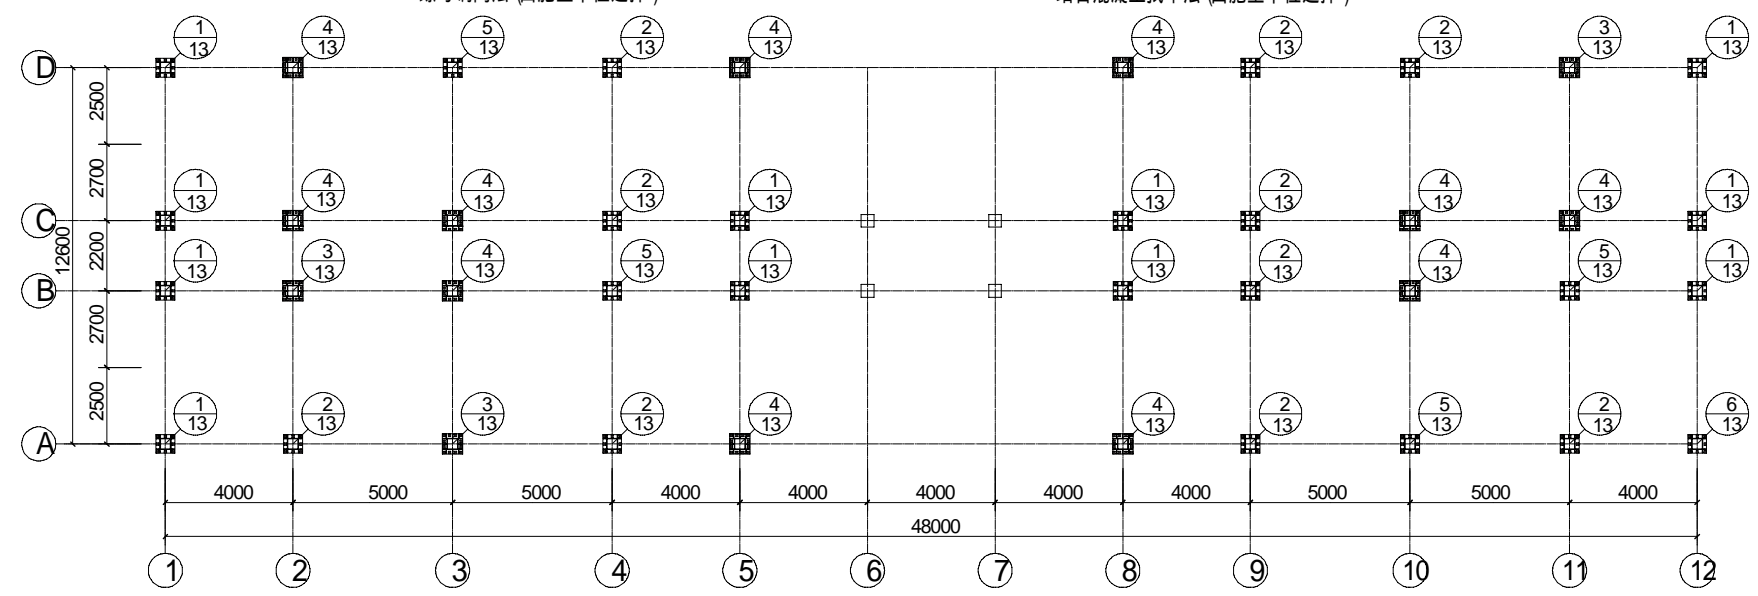 1 4 5 2 4 4 2 2 3 1
13 13 13 13 13 13 13 13 13 13
D
2500
2700
1 4 4 2 1 1 2 4 4 1
13 13 13 13 13 13 13 13 13 13
C
12600
2200
1 3 4 5 1 1 2 4 5 1
13 13 13 13 13 13 13 13 13 13
B
2700
2500
1 2 3 2 4 4 2 5 2 6
13 13 13 13 13 13 13 13 13 13
A
4000 5000 5000 4000 4000 4000 4000 4000 5000 5000 4000
48000
1 2 3 4 5 6 7 8 9 10 11 12